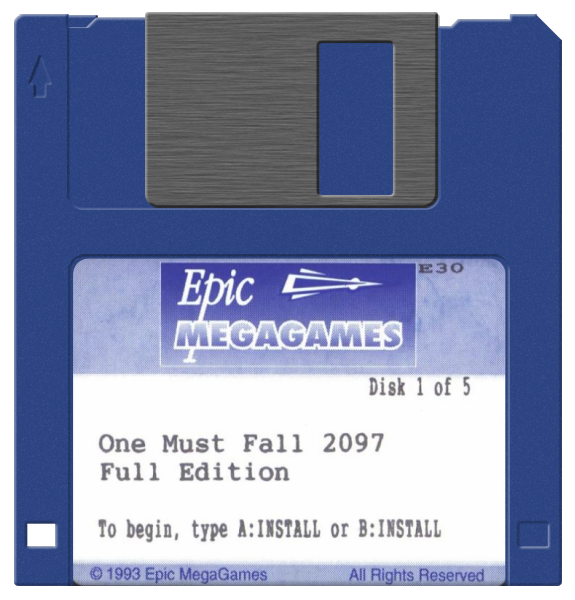 Epic
MEGAGAMES
E30
Disk 1 of 5
One Must Fall 2097
Full Edition
To begin, type A:INSTALL or B:INSTALL
© 1993 Epic MegaGames
All Rights Reserved